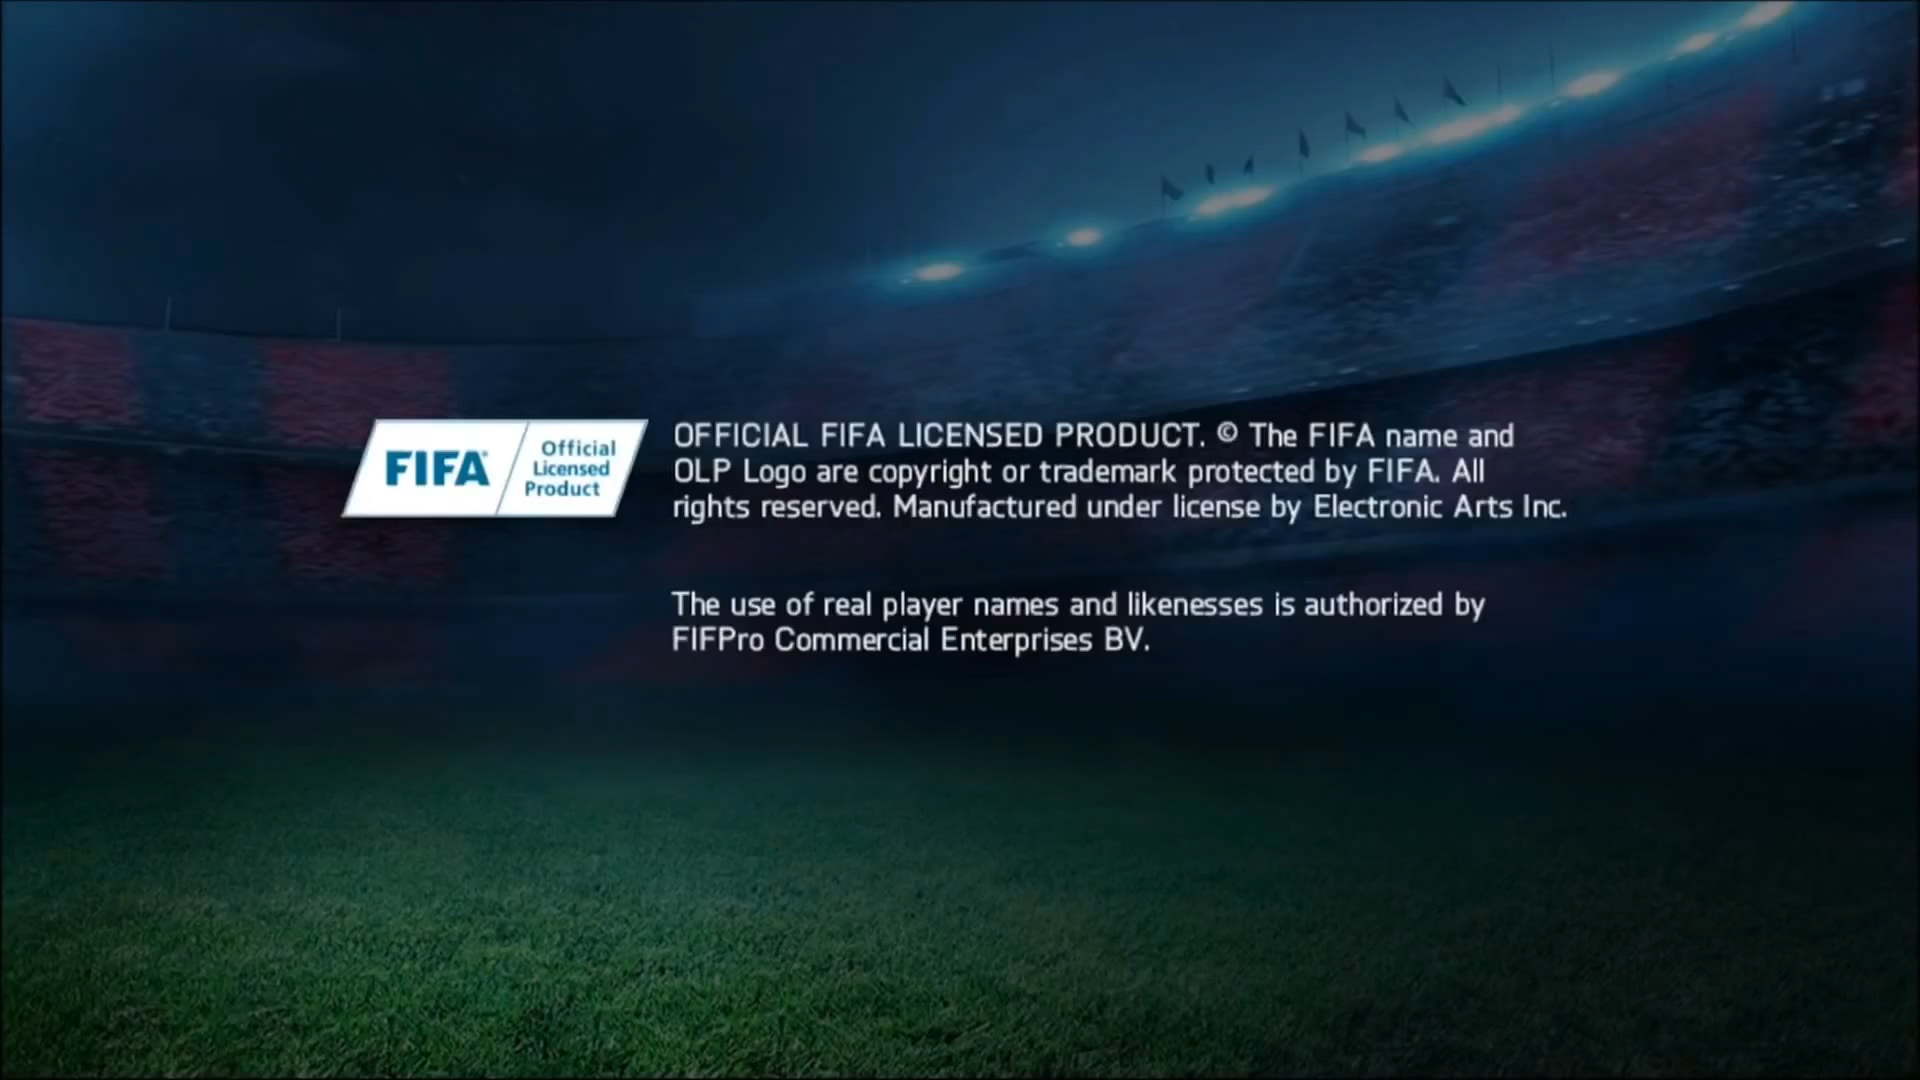 FIFA
Official
Licensed
Product
OFFICIAL FIFA LICENSED PRODUCT. © The FIFA name and
OLP Logo are copyright or trademark protected by FIFA. All
rights reserved. Manufactured under license by Electronic Arts Inc.
The use of real player names and likenesses is authorized by
FIFPro Commercial Enterprises BV.